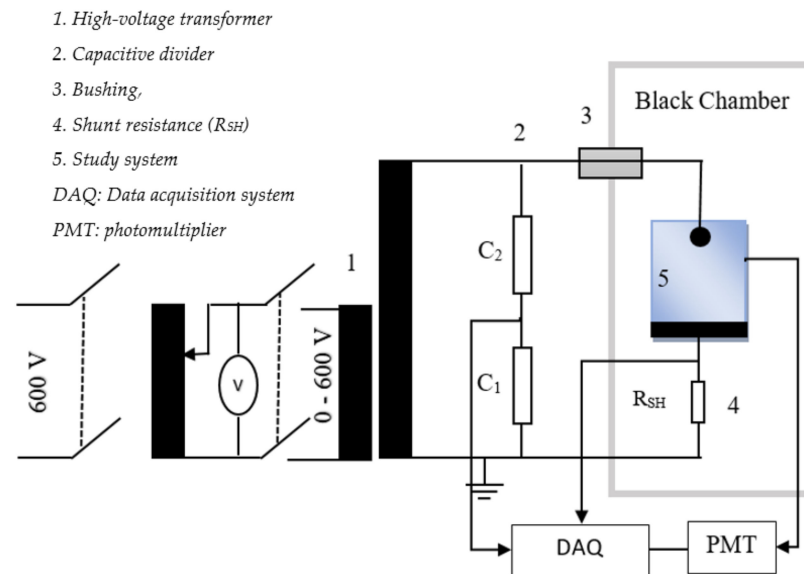 1. High-voltage transformer
2. Capacitive divider
3. Bushing,
4. Shunt resistance (RSH)
5. Study system
DAQ: Data acquisition system
PMT: photomultiplier
Black Chamber
3
2
1
C2
5
600 V
V
0 - 600 V
C1
RSH
4
DAQ
PMT